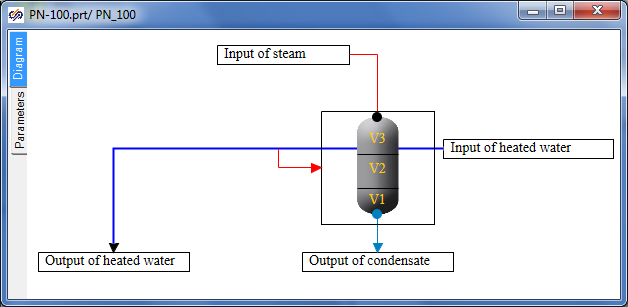 PN-100.prt/ PN_100
Diagram
Parameters
Input of steam
V3
Input of heated water
V2
V1
Output of heated water
Output of condensate